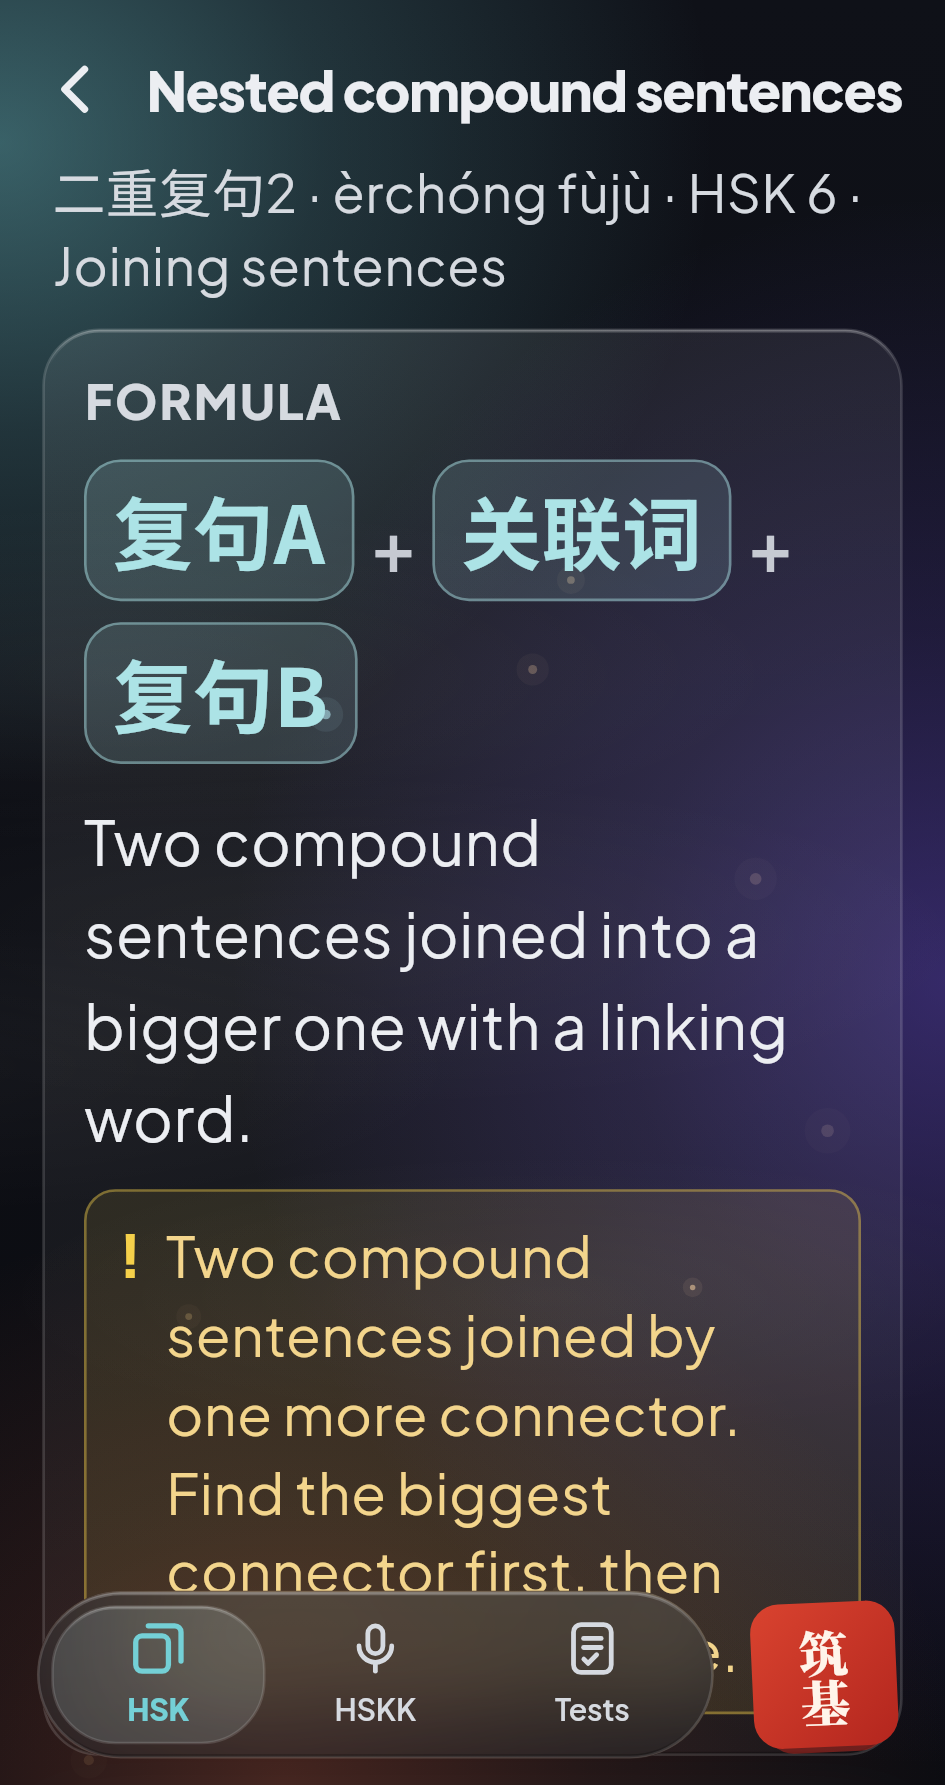 Nested compound sentences
二重复句2 · èrchóng fùjù · HSK 6 ·
Joining sentences
FORMULA
复句A + 关联词 +
复句B
Two compound
sentences joined into a
bigger one with a linking
word.
! Two compound
sentences joined by
one more connector.
Find the biggest
connector first, then
e.
HSK HSKK Tests
筑
基